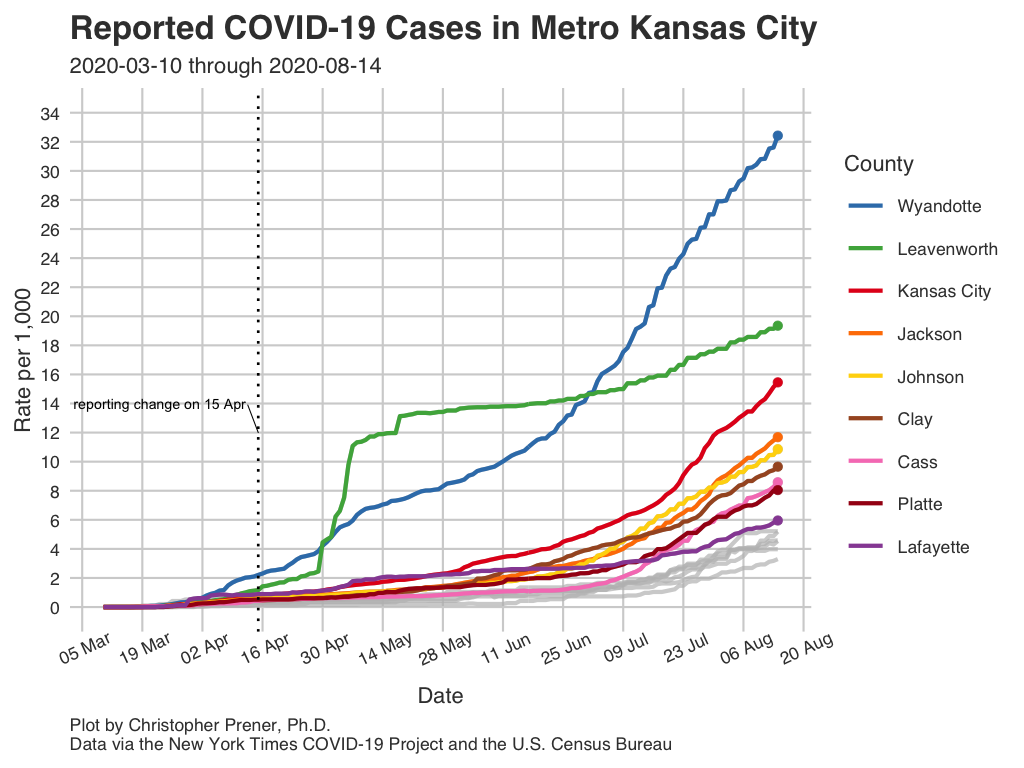 Reported COVID-19 Cases in Metro Kansas City
2020-03-10 through 2020-08-14
34
32
30
28
26
24
22
20
18
16
14
12
10
8
6
4
2
0
Rate per 1,000
reporting change on 15 Apr
05 Mar
19 Mar
02 Apr
16 Apr
30 Apr
14 May
28 May
11 Jun
25 Jun
09 Jul
23 Jul
06 Aug
20 Aug
Date
County
Wyandotte
Leavenworth
Kansas City
Jackson
Johnson
Clay
Cass
Platte
Lafayette
Plot by Christopher Prener, Ph.D.
Data via the New York Times COVID-19 Project and the U.S. Census Bureau